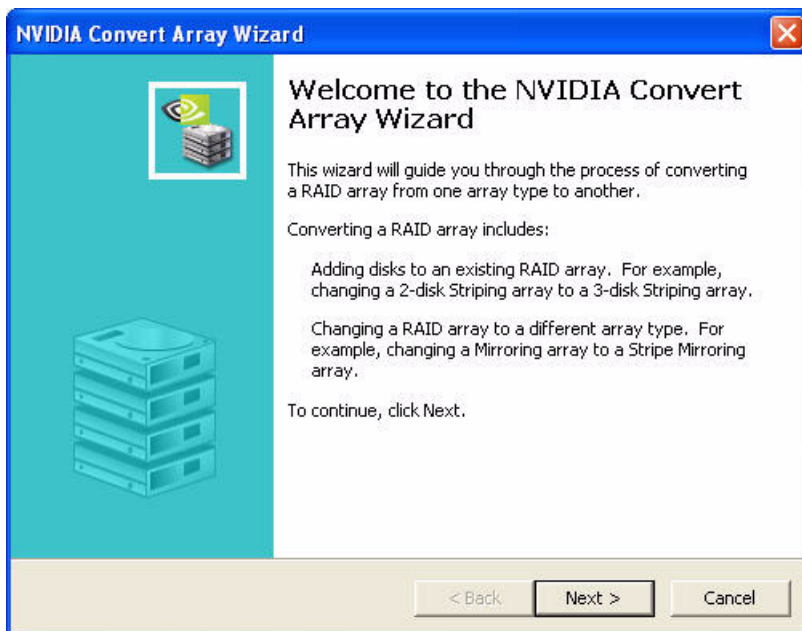 NVIDIA Convert Array Wizard
Welcome to the NVIDIA Convert
Array Wizard
This wizard will guide you through the process of converting
a RAID array from one array type to another.
Converting a RAID array includes:
Adding disks to an existing RAID array. For example,
changing a 2-disk Striping array to a 3-disk Striping array.
Changing a RAID array to a different array type. For
example, changing a Mirroring array to a Stripe Mirroring
array.
To continue, click Next.
< Back
Next >
Cancel